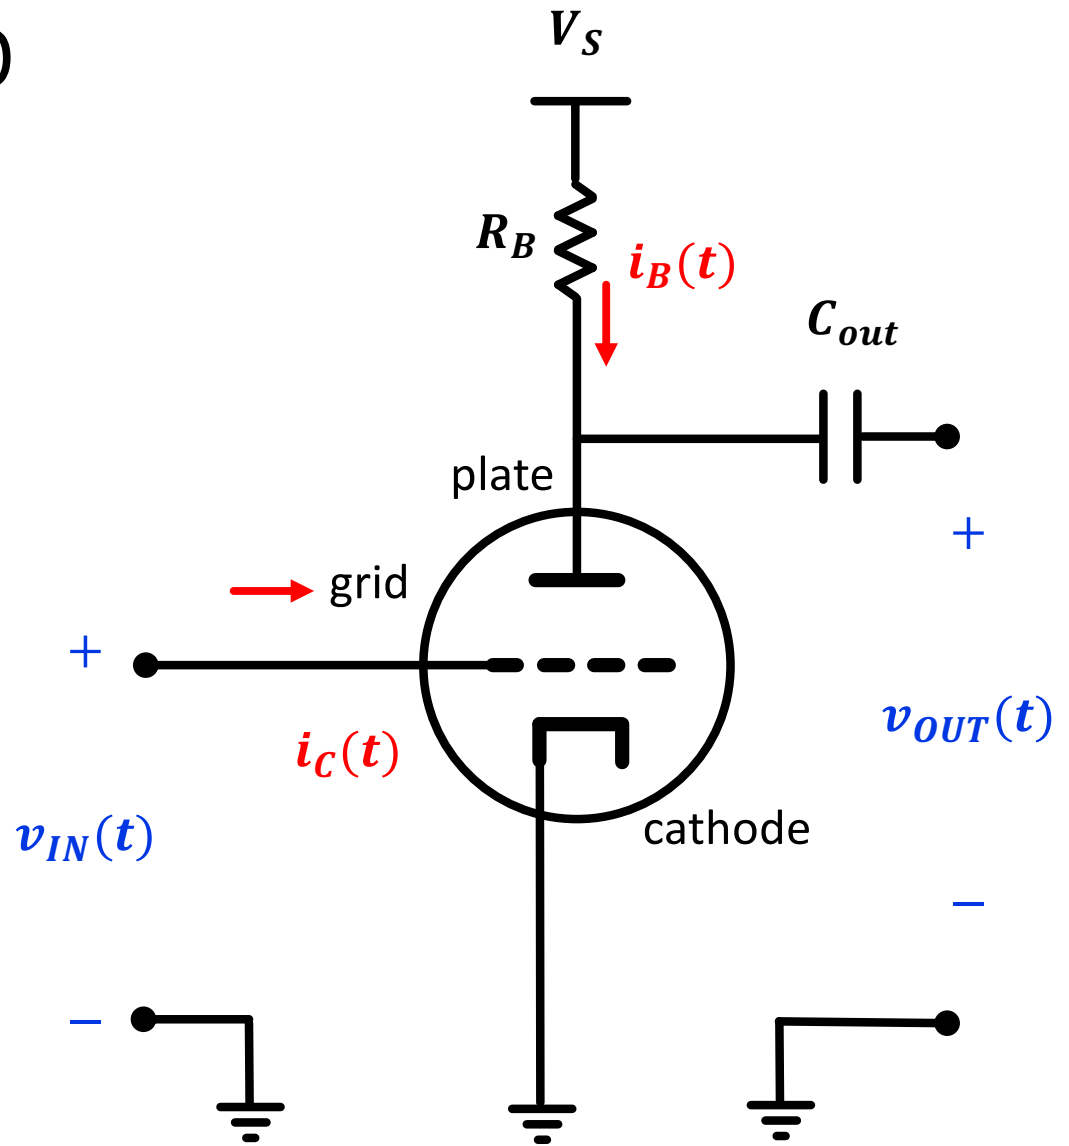 )
V_S
R_B
i_B(t)
C_out
plate
+
grid
+
v_OUT(t)
i_C(t)
cathode
v_IN(t)
−
−